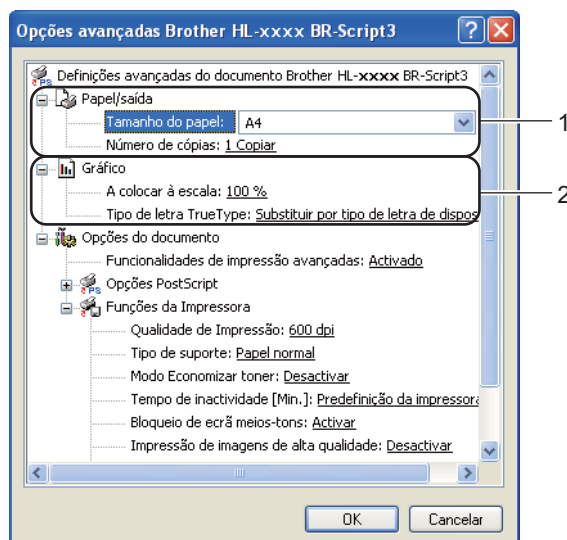 Opções avançadas Brother HL-xxxx BR-Script3
Definições avançadas do documento Brother HL-xxxx BR-Script3
Papel/saída
Tamanho do papel: A4
1
Número de cópias: 1 Copiar
Gráfico
A colocar à escala: 100 %
2
Tipo de letra TrueType: Substituir por tipo de letra de dispos
Opções do documento
Funcionalidades de impressão avançadas: Activado
Opções PostScript
Funções da Impressora
Qualidade de Impressão: 600 dpi
Tipo de suporte: Papel normal
Modo Economizar toner: Desactivar
Tempo de inactividade [Min.]: Predefinição da impressora
Bloqueio de ecrã meios-tons: Activar
Impressão de imagens de alta qualidade: Desactivar
OK
Cancelar